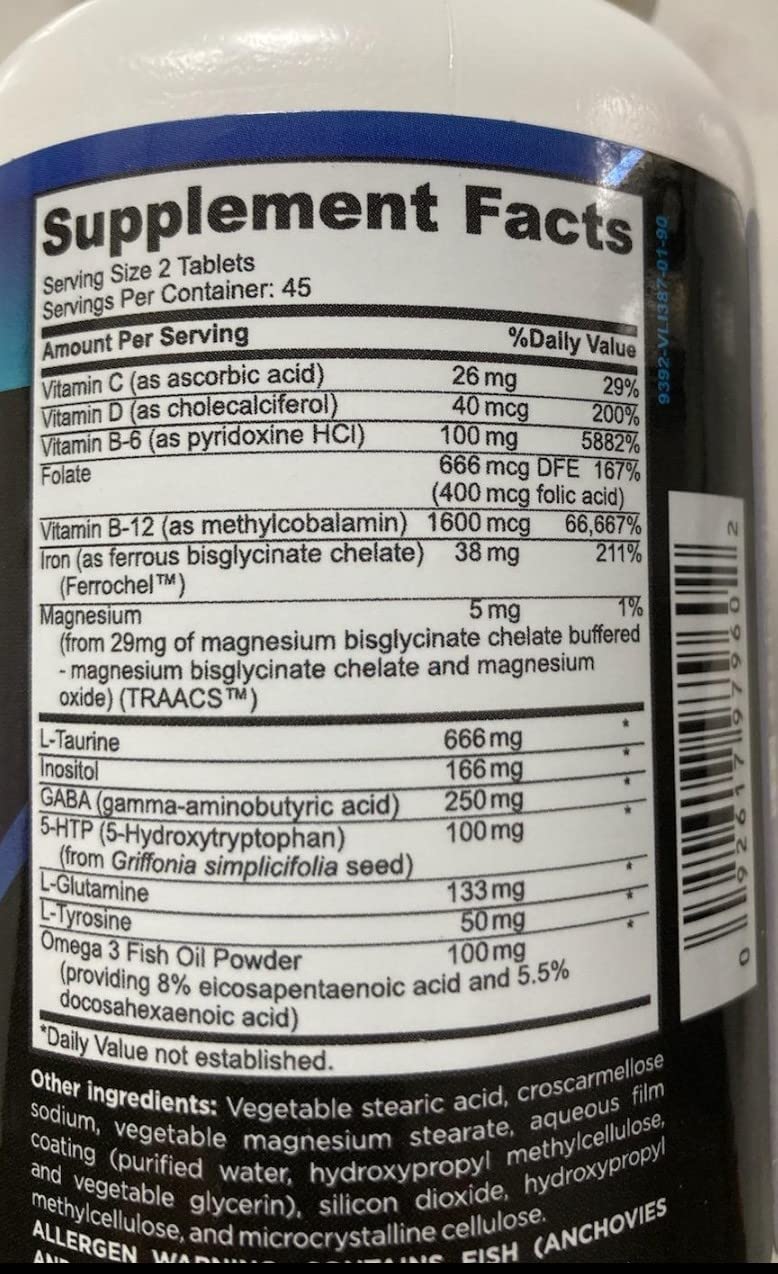 Supplement Facts
Serving Size 2 Tablets
Servings Per Container: 45
Amount Per Serving %Daily Value
Vitamin C (as ascorbic acid) 26 mg 29%
Vitamin D (as cholecalciferol) 40 mcg 200%
Vitamin B-6 (as pyridoxine HCl) 100 mg 5882%
Folate 666 mcg DFE 167%
(400 mcg folic acid)
Vitamin B-12 (as methylcobalamin) 1600 mcg 66,667%
Iron (as ferrous bisglycinate chelate) 38 mg 211%
(Ferrochel™)
Magnesium 5 mg 1%
(from 29mg of magnesium bisglycinate chelate buffered
- magnesium bisglycinate chelate and magnesium
oxide) (TRAACS™)
L-Taurine 666 mg *
Inositol 166 mg *
GABA (gamma-aminobutyric acid) 250 mg *
5-HTP (5-Hydroxytryptophan) 100 mg *
(from Griffonia simplicifolia seed)
L-Glutamine 133 mg *
L-Tyrosine 50 mg *
Omega 3 Fish Oil Powder 100 mg *
(providing 8% eicosapentaenoic acid and 5.5%
docosahexaenoic acid)
*Daily Value not established.
Other ingredients: Vegetable stearic acid, croscarmellose
sodium, vegetable magnesium stearate, aqueous film
coating (purified water, hydroxypropyl methylcellulose,
and vegetable glycerin), silicon dioxide, hydroxypropyl
methylcellulose, and microcrystalline cellulose.
ALLERGEN WARNING CONTAINS FISH (ANCHOVIES
9392-VLI387-01-90
0 92617 97960 2